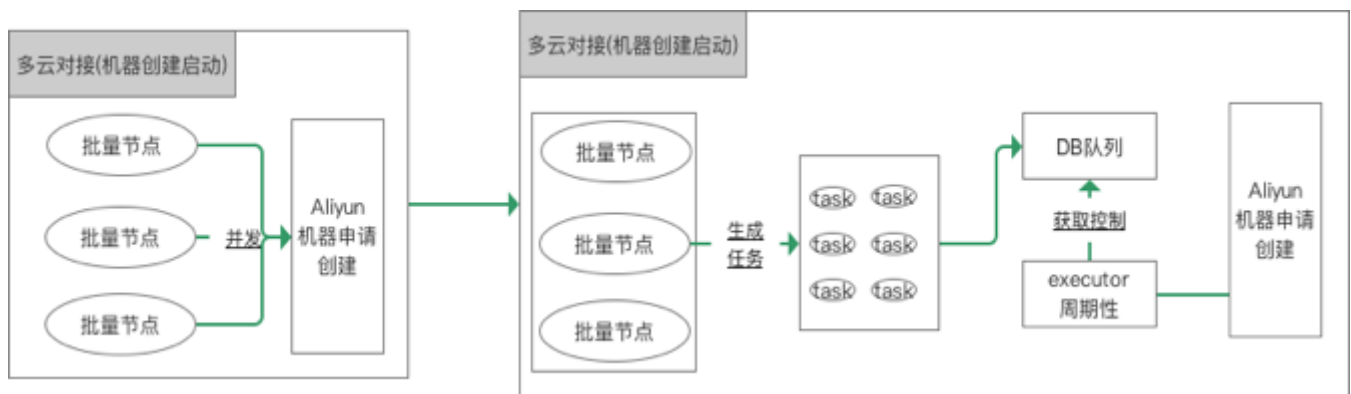 多云对接(机器创建启动)
批量节点
批量节点
批量节点
并发
Aliyun
机器申请
创建
多云对接(机器创建启动)
批量节点
批量节点
批量节点
生成
任务
task task
task task
task task
DB队列
获取控制
executor
周期性
Aliyun
机器申请
创建